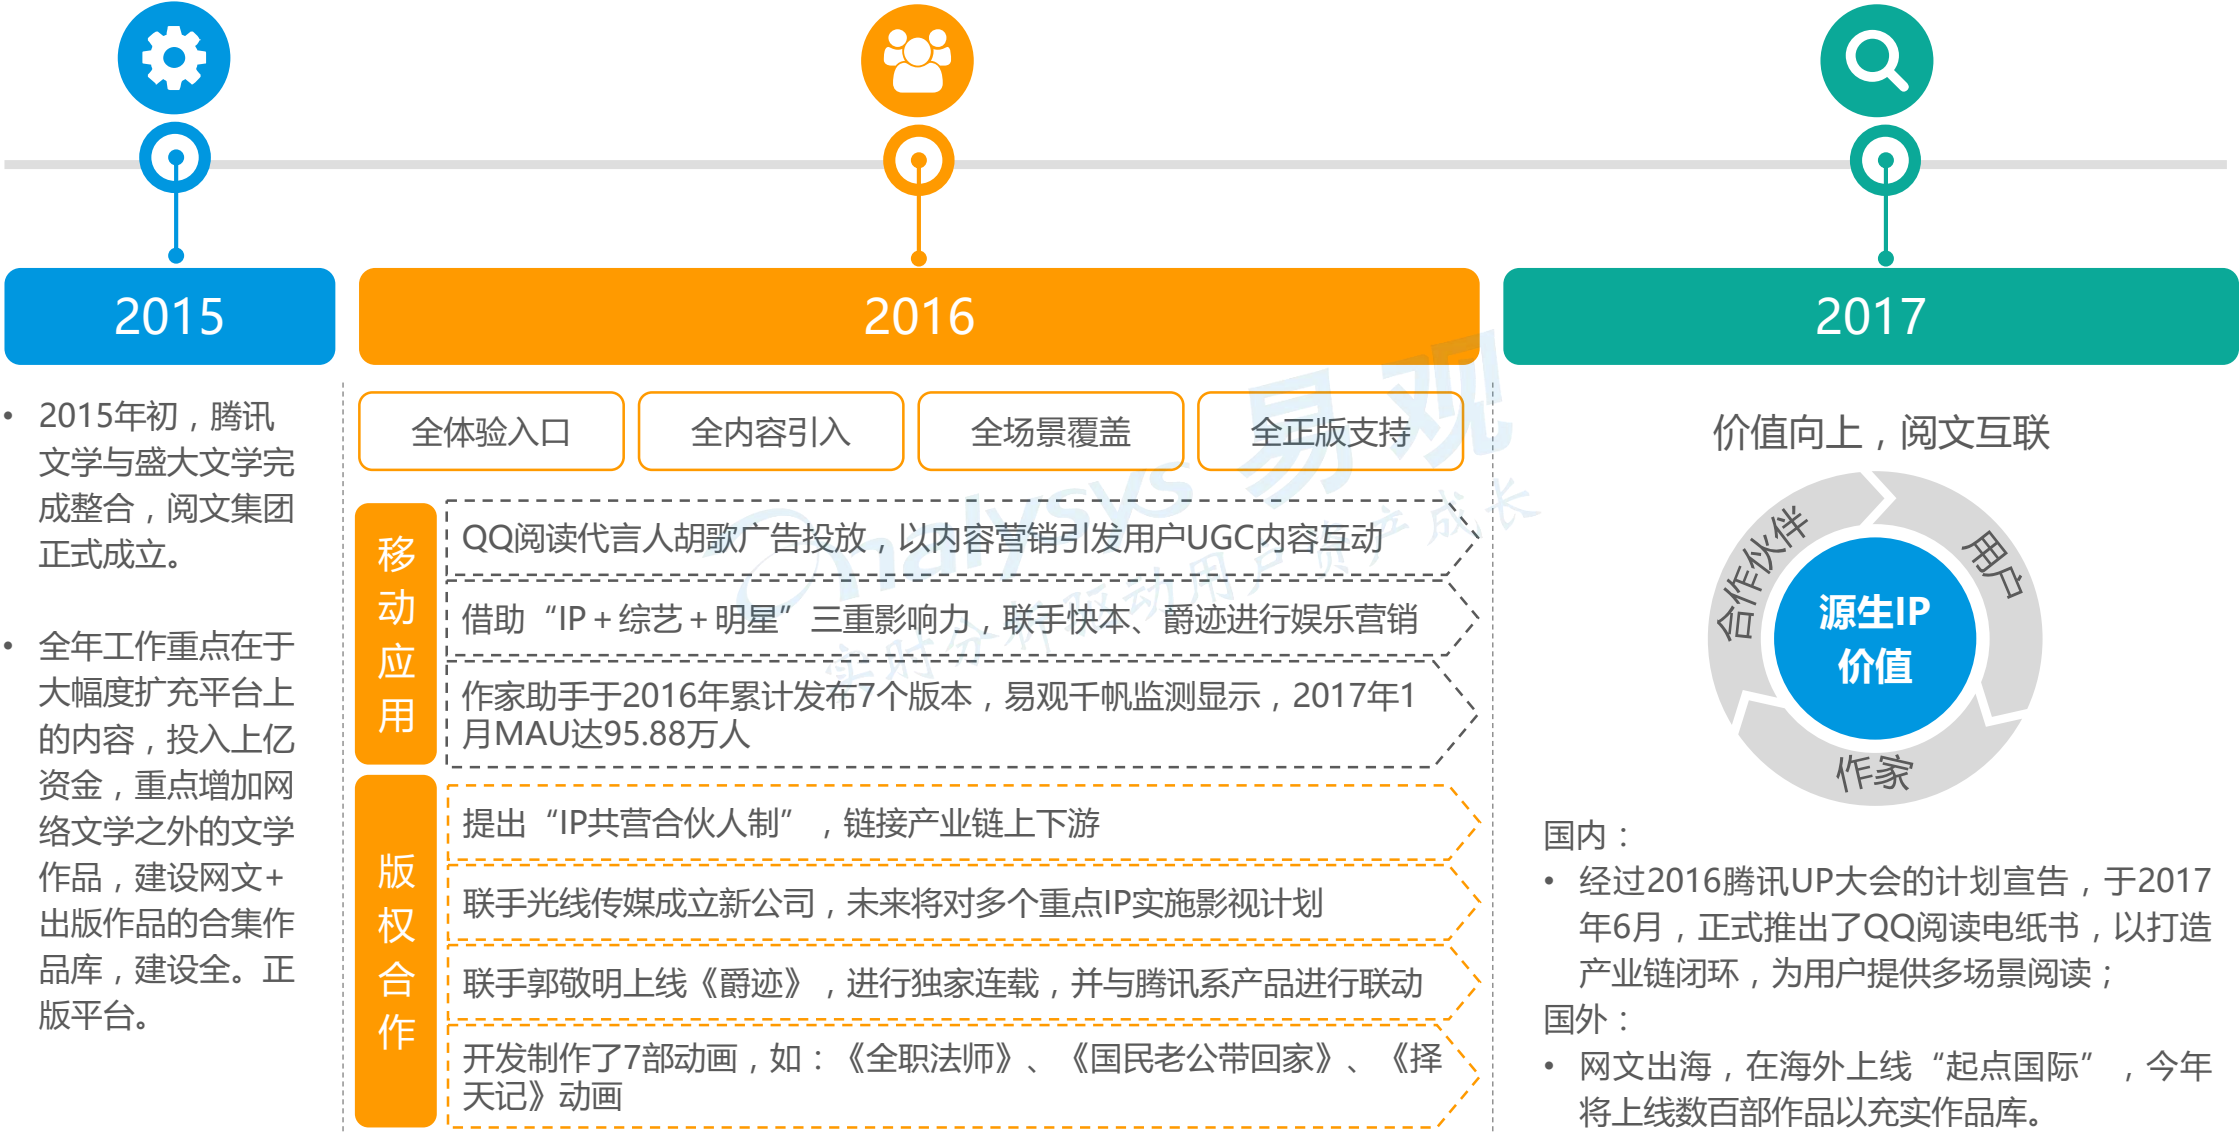 2015
2016
2017
2015年初，腾讯
文学与盛大文学完
成整合，阅文集团
正式成立。
全年工作重点在于
大幅度扩充平台上
的内容，投入上亿
资金，重点增加网
络文学之外的文学
作品，建设网文+
出版作品的合集作
品库，建设全。正
版平台。
全体验入口
全内容引入
全场景覆盖
全正版支持
移动应用
QQ阅读代言人胡歌广告投放，以内容营销引发用户UGC内容互动
借助“IP+综艺+明星”三重影响力，联手快本、爵迹进行娱乐营销
作家助手于2016年累计发布7个版本，易观千帆监测显示，2017年1
月MAU达95.88万人
版权合作
提出“IP共营合伙人制”，链接产业链上下游
联手光线传媒成立新公司，未来将对多个重点IP实施影视计划
联手郭敬明上线《爵迹》，进行独家连载，并与腾讯系产品进行联动
开发制作了7部动画，如：《全职法师》、《国民老公带回家》、《择
天记》动画
价值向上，阅文互联
合作伙伴
用户
作家
源生IP
价值
国内：
经过2016腾讯UP大会的计划宣告，于2017
年6月，正式推出了QQ阅读电纸书，以打造
产业链闭环，为用户提供多场景阅读；
国外：
网文出海，在海外上线“起点国际”，今年
将上线数百部作品以充实作品库。
analysys 易观
实时分析驱动用户资产成长